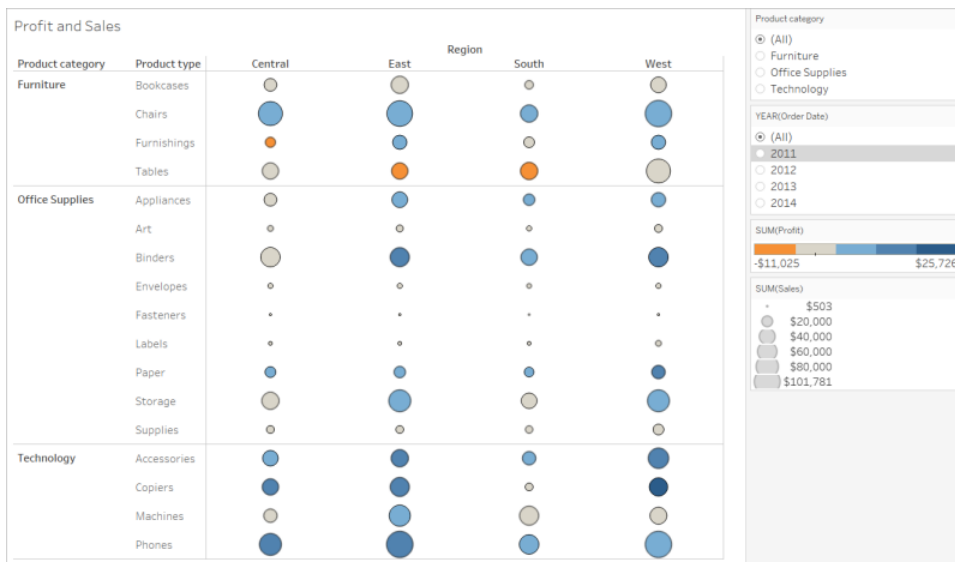 Profit and Sales
Region
Product category Product type Central East South West
Furniture Bookcases
Chairs
Furnishings
Tables
Office Supplies Appliances
Art
Binders
Envelopes
Fasteners
Labels
Paper
Storage
Supplies
Technology Accessories
Copiers
Machines
Phones
Product category
(All)
Furniture
Office Supplies
Technology
YEAR(Order Date)
(All)
2011
2012
2013
2014
SUM(Profit)
-$11,025 $25,726
SUM(Sales)
$503
$20,000
$40,000
$60,000
$80,000
$101,781